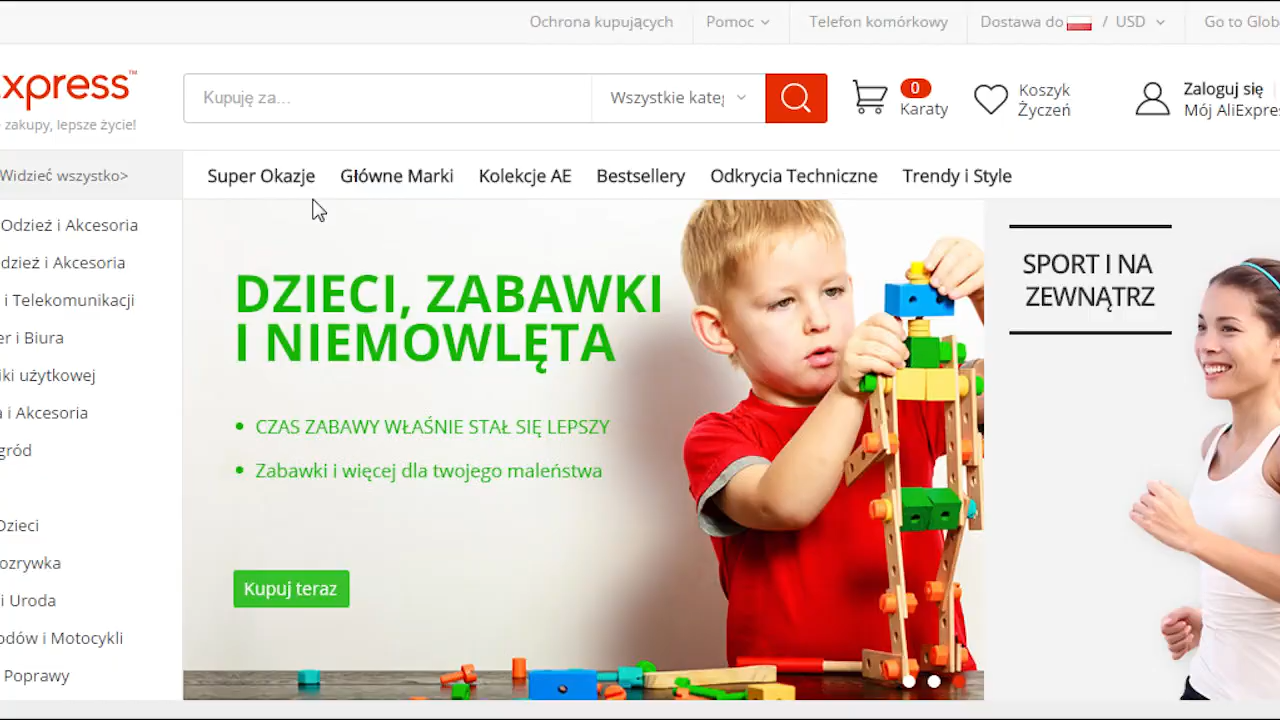 Ochrona kupujących Pomoc Telefon komórkowy Dostawa do / USD Go to Glob
xpress™
zakupy, lepsze życie!
Kupuję za...
Wszystkie kate
0
Karaty
Koszyk
Życzeń
Zaloguj się
Mój AliExpre
Widzieć wszystko>
Super Okazje Główne Marki Kolekcje AE Bestsellery Odkrycia Techniczne Trendy i Style
Odzież i Akcesoria
dzież i Akcesoria
i Telekomunikacji
er i Biura
iki użytkowej
a i Akcesoria
gród
Dzieci
ozrywka
i Uroda
odów i Motocykli
Poprawy
DZIECI, ZABAWKI
I NIEMOWLĘTA
• CZAS ZABAWY WŁAŚNIE STAŁ SIĘ LEPSZY
• Zabawki i więcej dla twojego maleństwa
Kupuj teraz
SPORT I NA
ZEWNĄTRZ